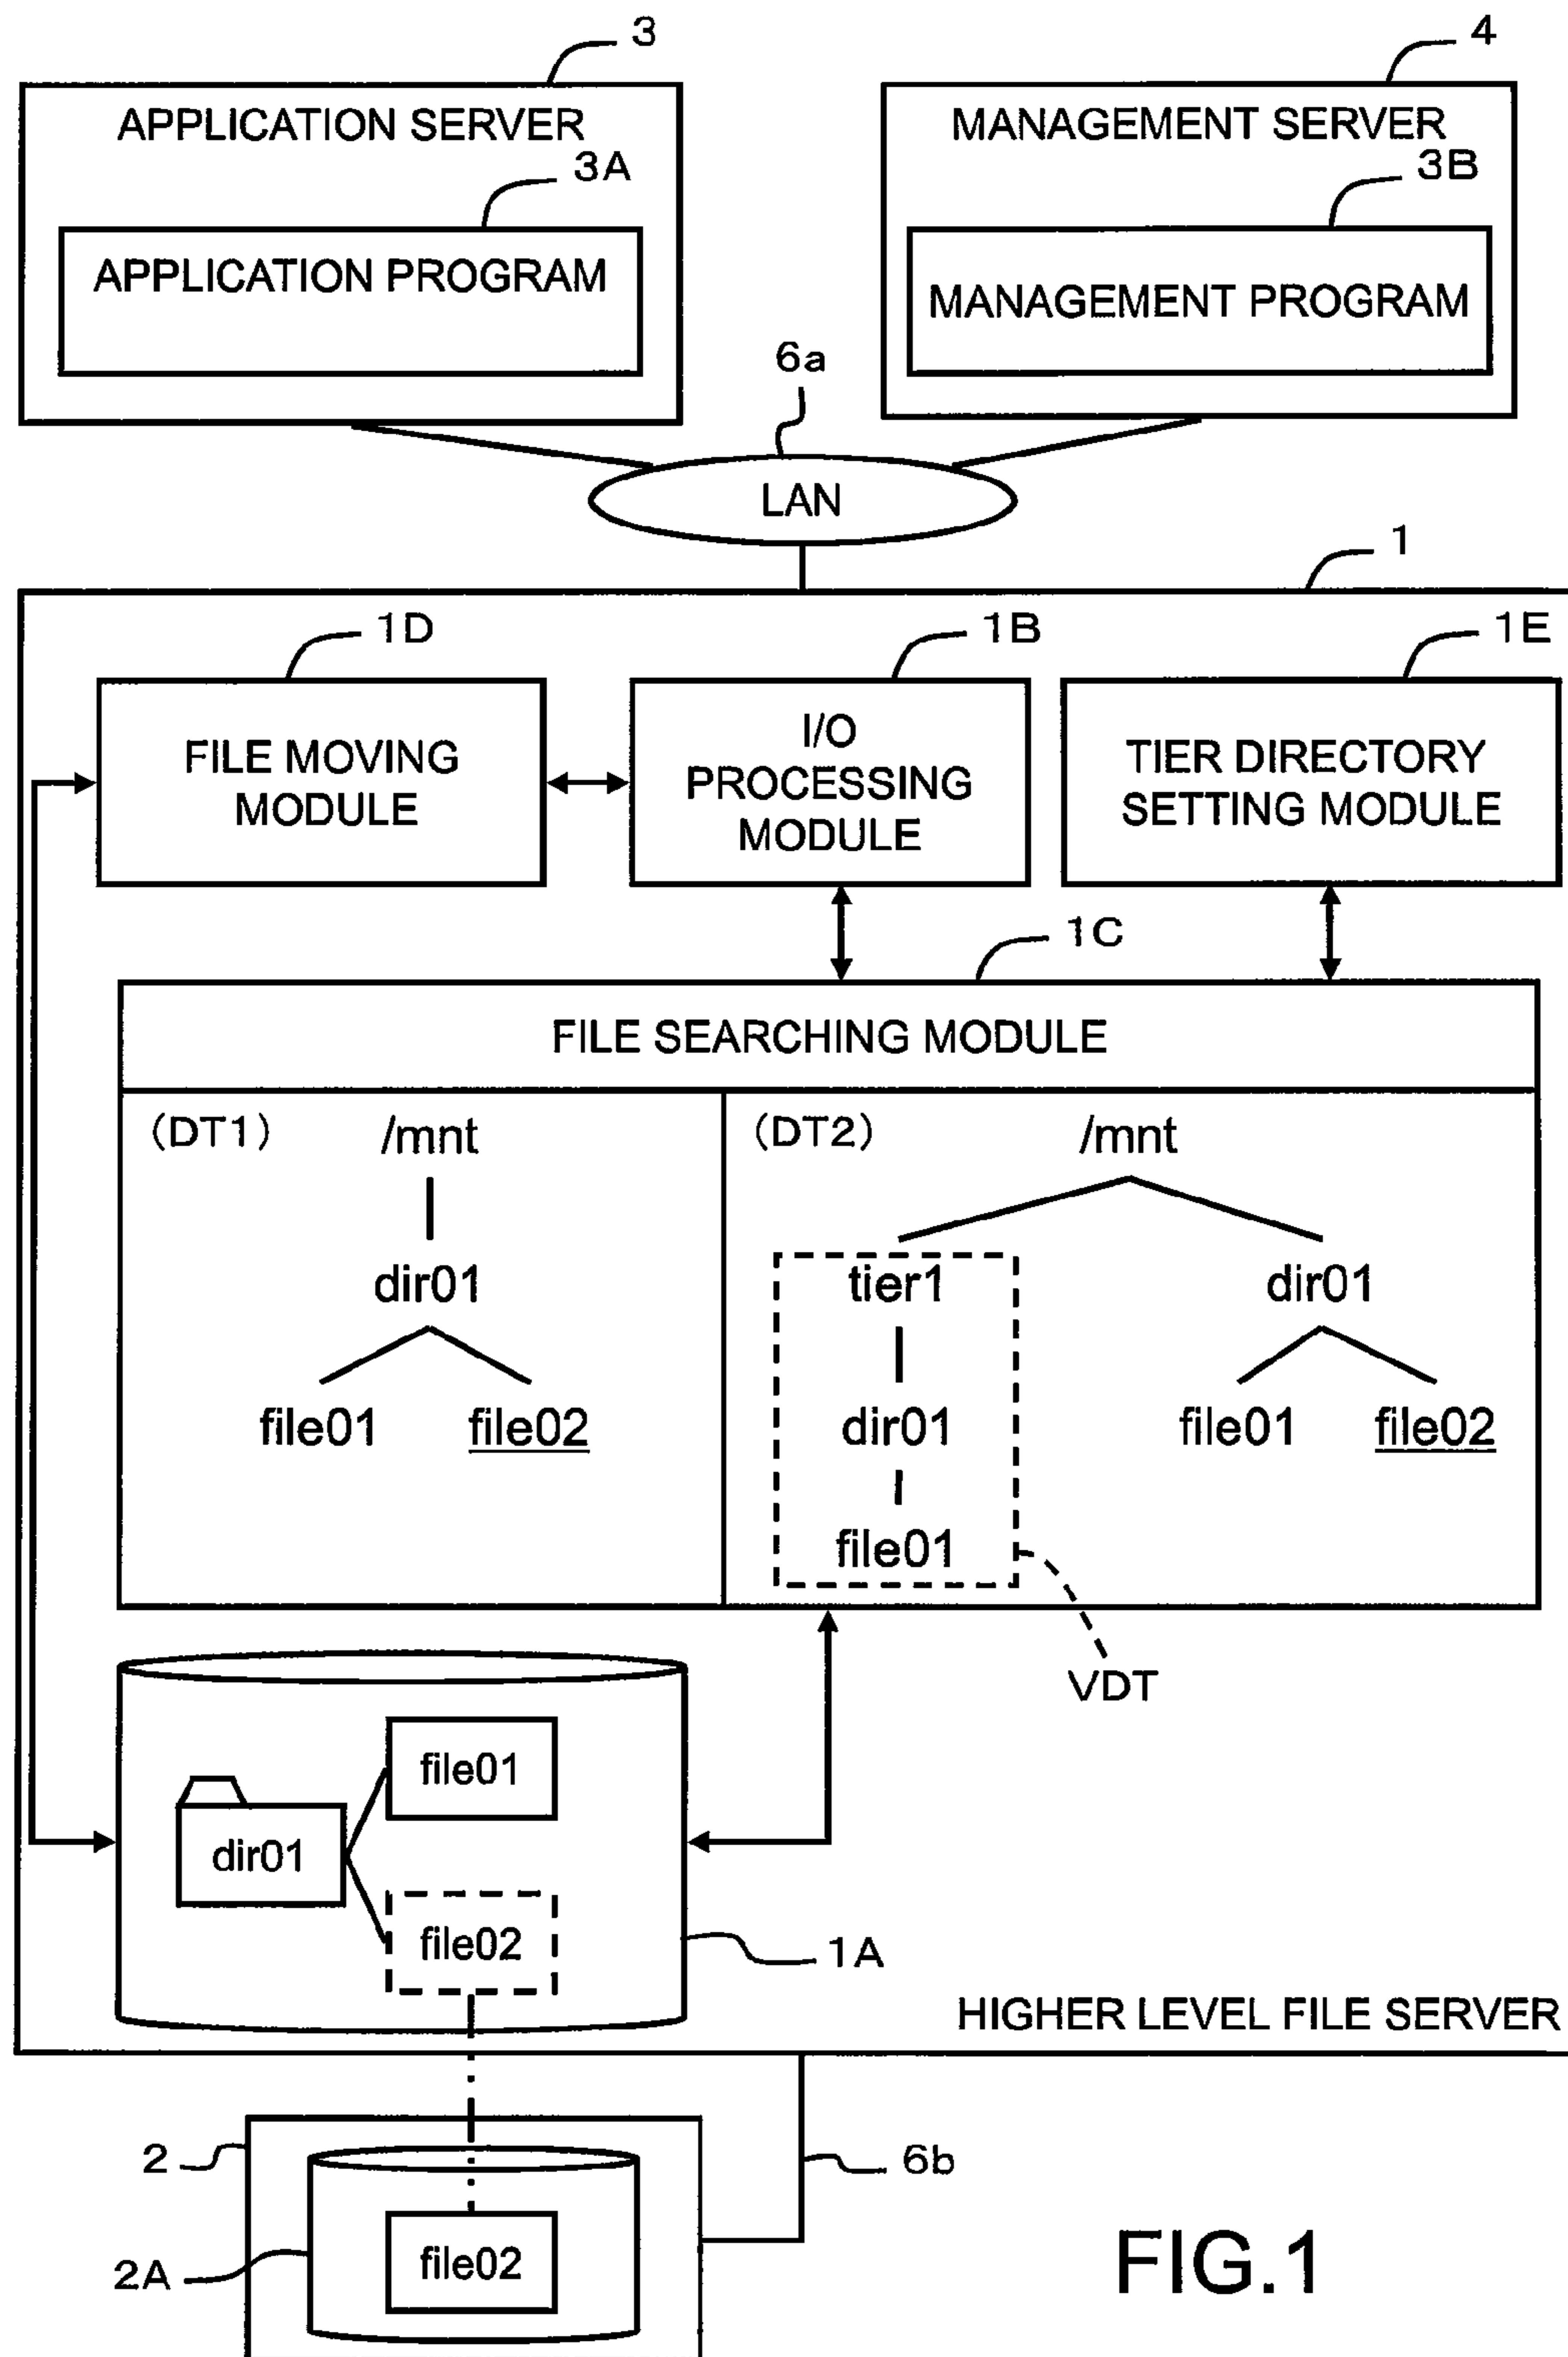 3
4
APPLICATION SERVER
MANAGEMENT SERVER
3A
3B
APPLICATION PROGRAM
MANAGEMENT PROGRAM
6a
LAN
1
1D
1B
1E
FILE MOVING
MODULE
I/O
PROCESSING
MODULE
TIER DIRECTORY
SETTING MODULE
1C
FILE SEARCHING MODULE
(DT1)
/mnt
dir01
file01
file02
(DT2)
/mnt
tier1
dir01
dir01
file01
file02
file01
VDT
file01
dir01
file02
1A
HIGHER LEVEL FILE SERVER
2
6b
2A
file02
FIG.1